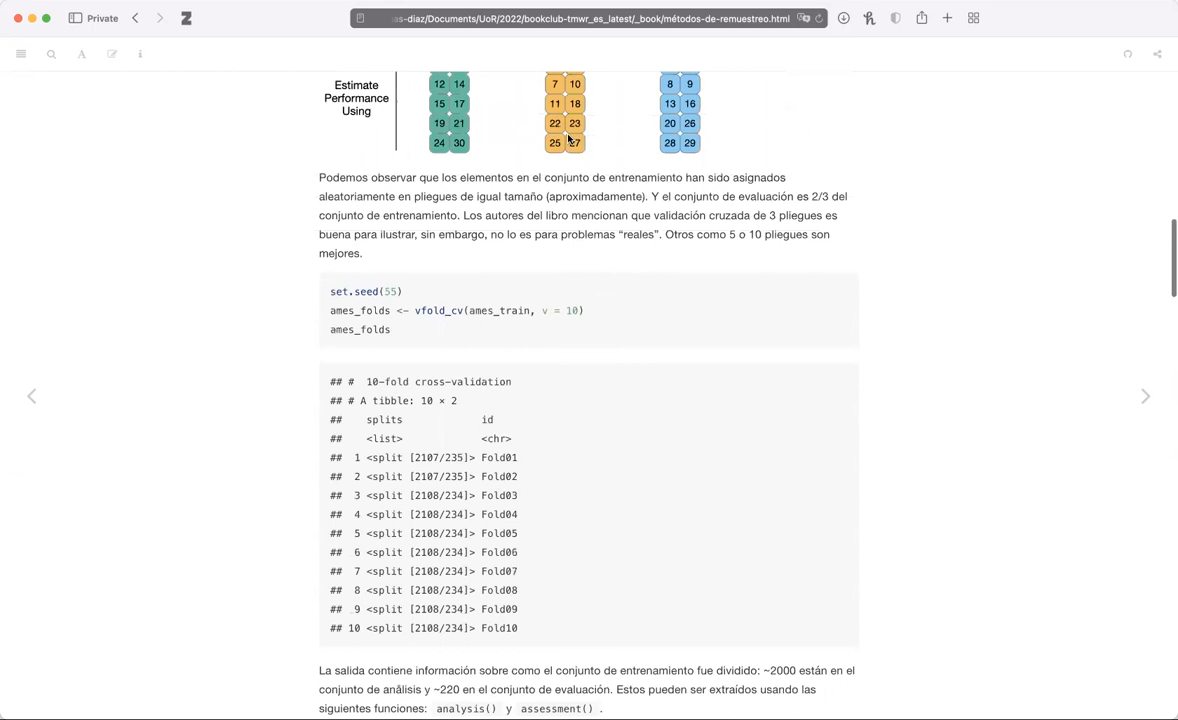 Private
as-diaz/Documents/UoR/2022/bookclub-tmwr_es_latest/_book/métodos-de-remuestreo.html
Estimate
Performance
Using
12 14 7 10 8 9
15 17 11 18 13 16
19 21 22 23 20 26
24 30 25 27 28 29
Podemos observar que los elementos en el conjunto de entrenamiento han sido asignados
aleatoriamente en pliegues de igual tamaño (aproximadamente). Y el conjunto de evaluación es 2/3 del
conjunto de entrenamiento. Los autores del libro mencionan que validación cruzada de 3 pliegues es
buena para ilustrar, sin embargo, no lo es para problemas “reales”. Otros como 5 o 10 pliegues son
mejores.
set.seed(55)
ames_folds <- vfold_cv(ames_train, v = 10)
ames_folds
## # 10-fold cross-validation
## # A tibble: 10 × 2
## splits id
## <list> <chr>
## 1 <split [2107/235]> Fold01
## 2 <split [2107/235]> Fold02
## 3 <split [2108/234]> Fold03
## 4 <split [2108/234]> Fold04
## 5 <split [2108/234]> Fold05
## 6 <split [2108/234]> Fold06
## 7 <split [2108/234]> Fold07
## 8 <split [2108/234]> Fold08
## 9 <split [2108/234]> Fold09
## 10 <split [2108/234]> Fold10
La salida contiene información sobre como el conjunto de entrenamiento fue dividido: ~2000 están en el
conjunto de análisis y ~220 en el conjunto de evaluación. Estos pueden ser extraídos usando las
siguientes funciones: analysis() y assessment() .